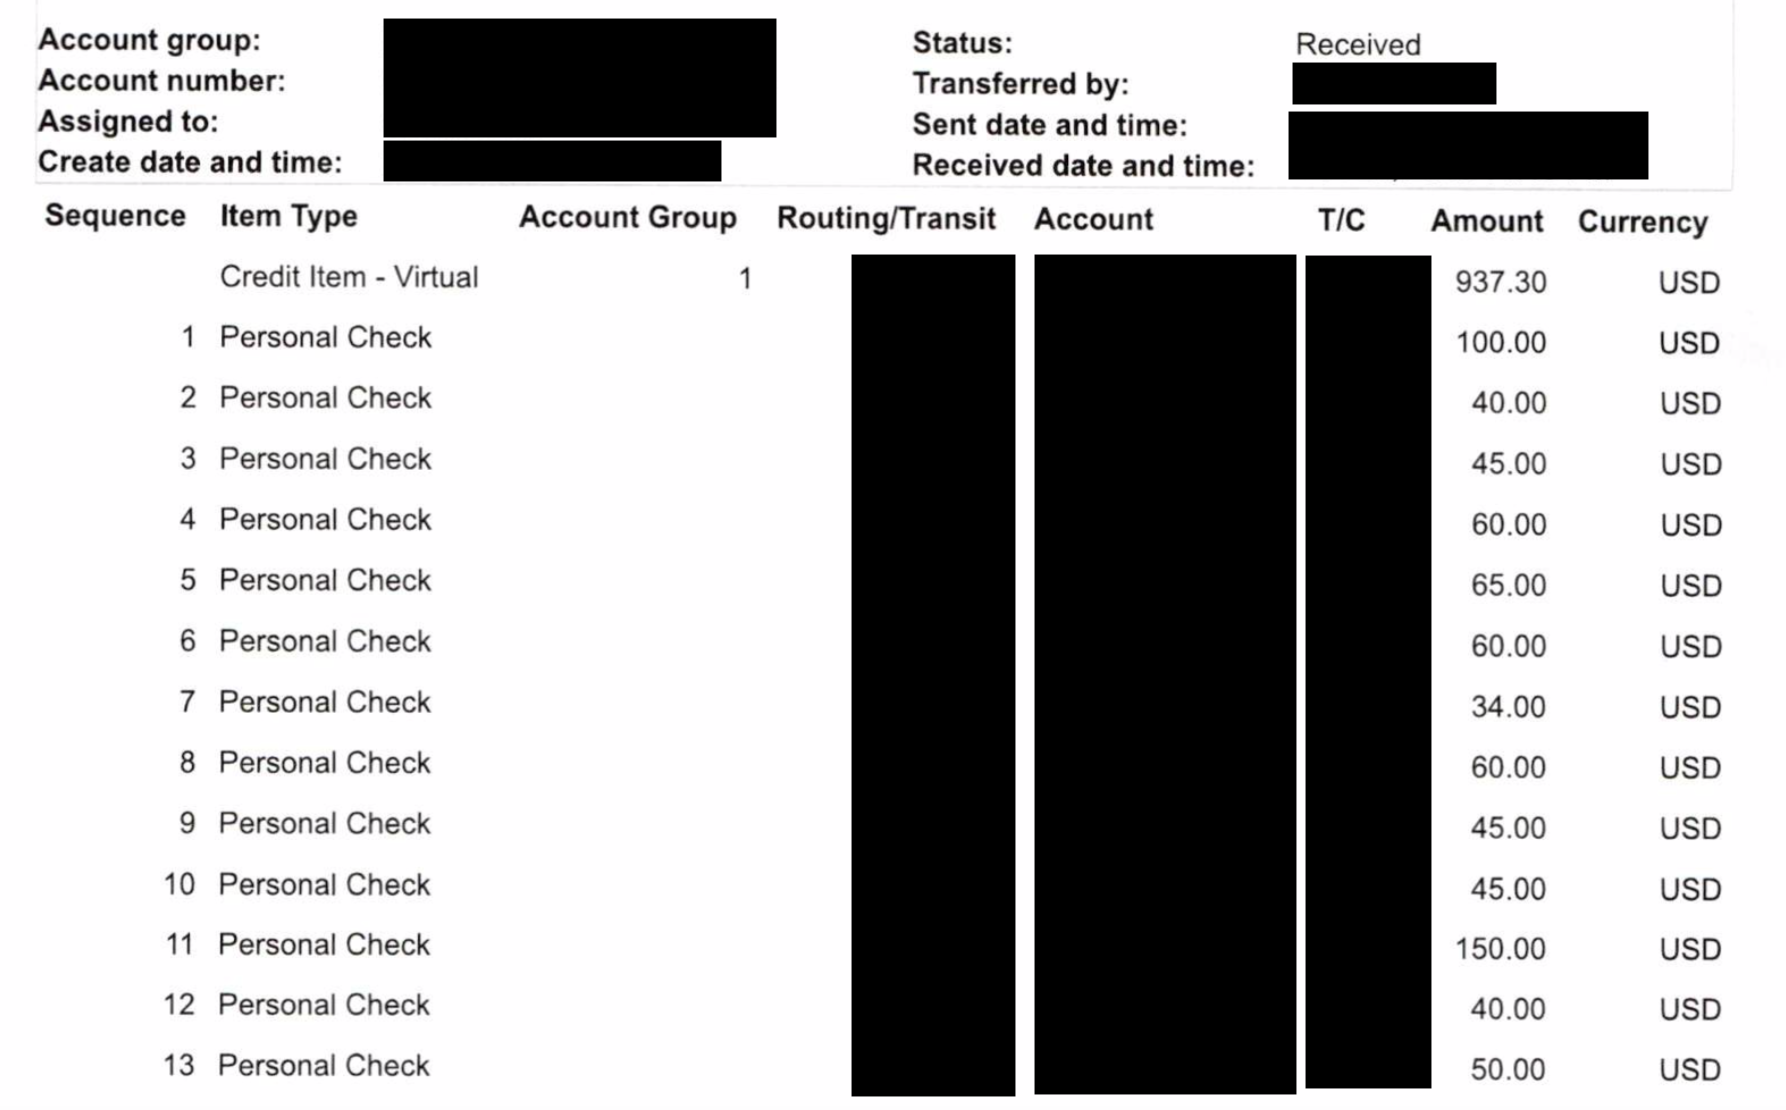 Account group:
Account number:
Assigned to:
Create date and time:
Status: Received
Transferred by:
Sent date and time:
Received date and time:
Sequence Item Type Account Group Routing/Transit Account T/C Amount Currency
Credit Item - Virtual 1 937.30 USD
1 Personal Check 100.00 USD
2 Personal Check 40.00 USD
3 Personal Check 45.00 USD
4 Personal Check 60.00 USD
5 Personal Check 65.00 USD
6 Personal Check 60.00 USD
7 Personal Check 34.00 USD
8 Personal Check 60.00 USD
9 Personal Check 45.00 USD
10 Personal Check 45.00 USD
11 Personal Check 150.00 USD
12 Personal Check 40.00 USD
13 Personal Check 50.00 USD